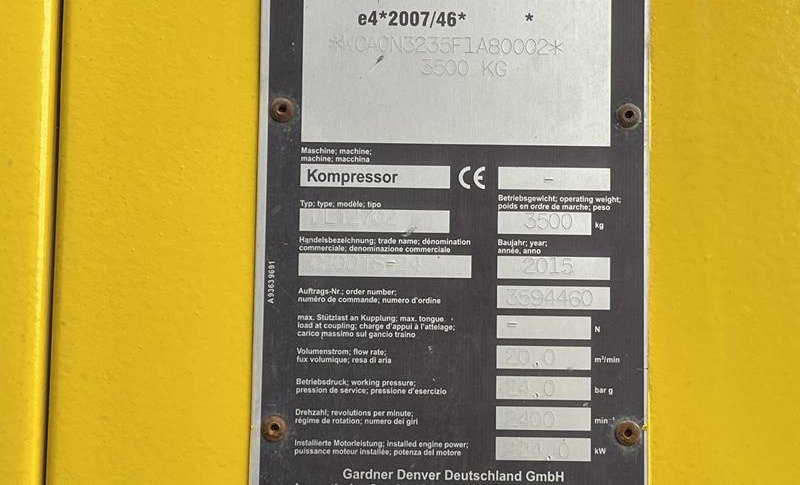 e4*2007/46* *
3500 KG
Maschine; machine;
machine; macchina
Kompressor
CE
–
Typ; type; modèle; tipo
Betriebsgewicht; operating weight;
poids en ordre de marche; peso
3500 kg
Handelsbezeichnung; trade name; dénomination
commerciale; denominazione commerciale
Baujahr; year;
année, anno
2015
Auftrags-Nr.; order number;
numéro de commande; numero d'ordine
3594460
max. Stützlast an Kupplung; max. tongue
load at coupling; charge d'appui à l'attelage;
carico massimo sul gancio traino
– N
Volumenstrom; flow rate;
fux volumique; resa di aria
20,0 m³/min
Betriebsdruck; working pressure;
pression de service; pressione d'esercizio
24,0 bar g
Drehzahl; revolutions per minute;
régime de rotation; numero dei giri
2400 min⁻¹
Installierte Motorleistung; installed engine power;
puissance moteur installée; potenza del motore
kW
Gardner Denver Deutschland GmbH
A93639691